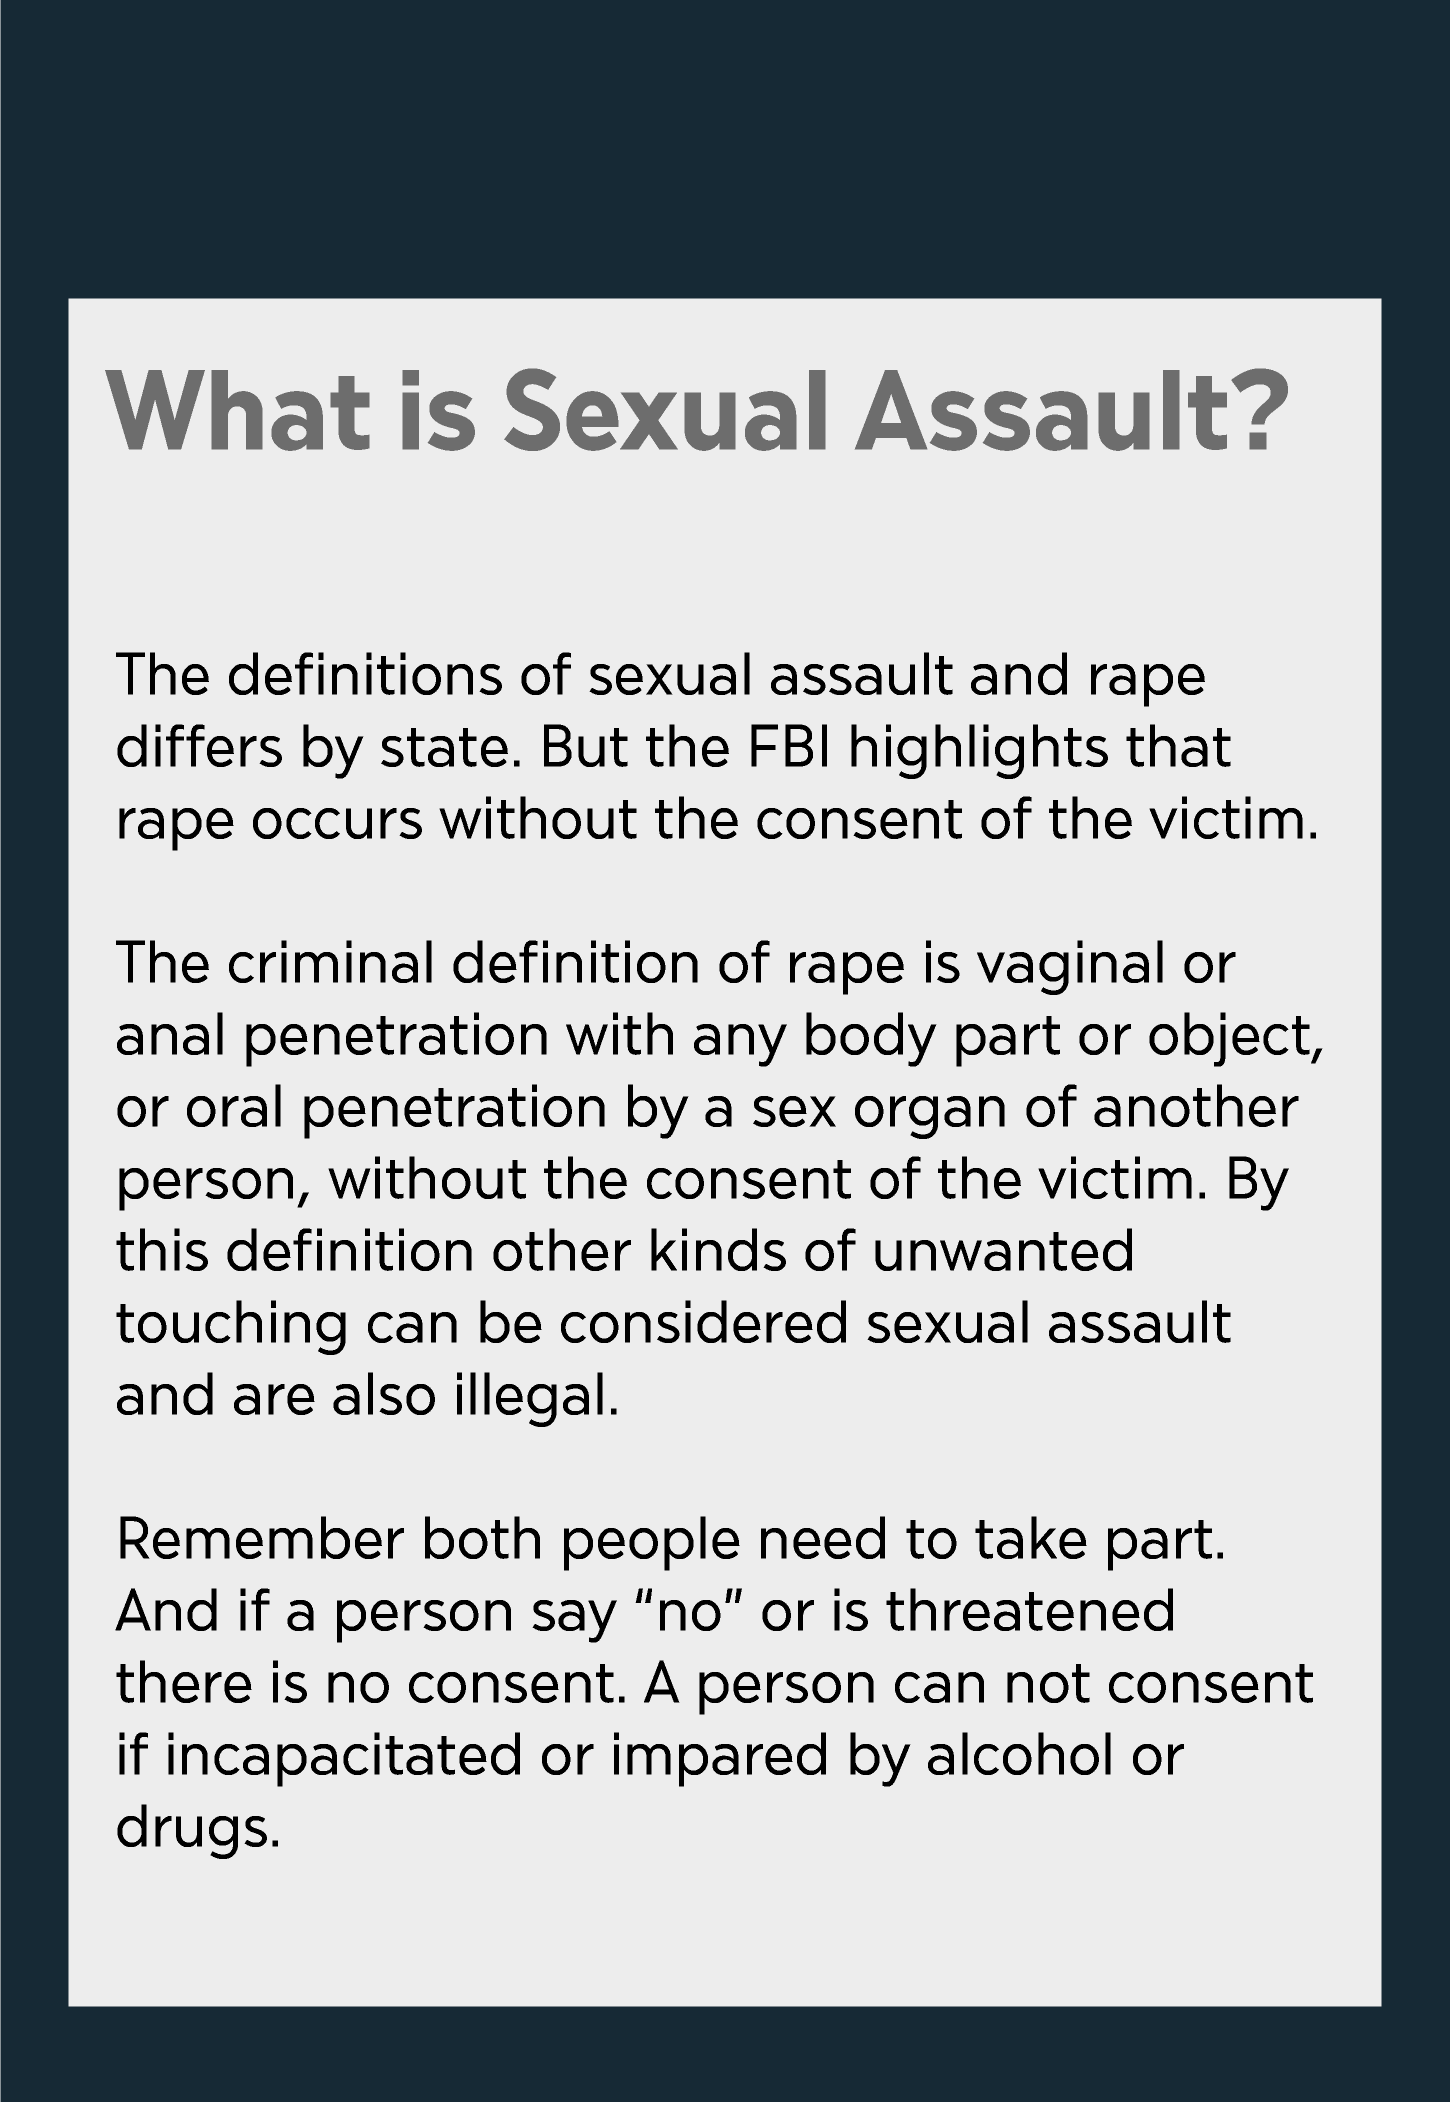 What is Sexual Assault?
The definitions of sexual assault and rape
differs by state. But the FBI highlights that
rape occurs without the consent of the victim.
The criminal definition of rape is vaginal or
anal penetration with any body part or object,
or oral penetration by a sex organ of another
person, without the consent of the victim. By
this definition other kinds of unwanted
touching can be considered sexual assault
and are also illegal.
Remember both people need to take part.
And if a person say “no” or is threatened
there is no consent. A person can not consent
if incapacitated or impared by alcohol or
drugs.